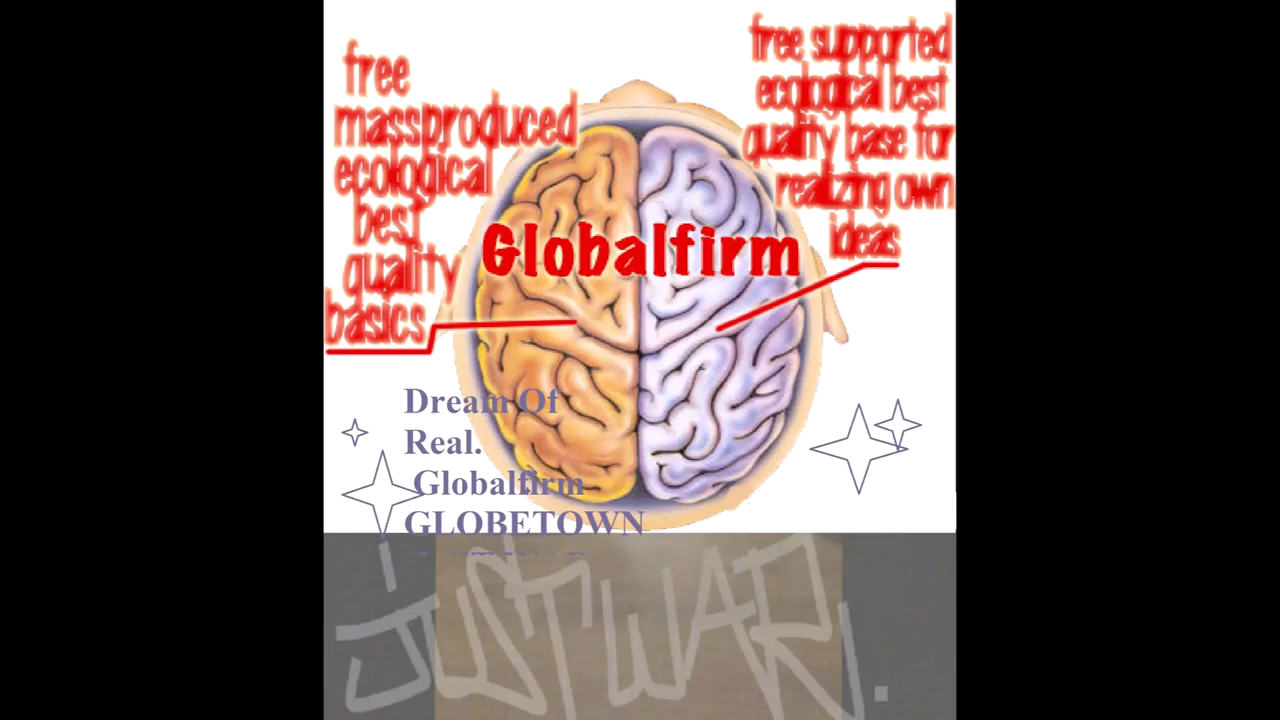 free
massproduced
ecological
best
quality
basics
free supported
ecological best
quality base for
realizing own
ideas
Globalfirm
Dream Of
Real.
Globalfirm
GLOBETOWN
JUST WAR.